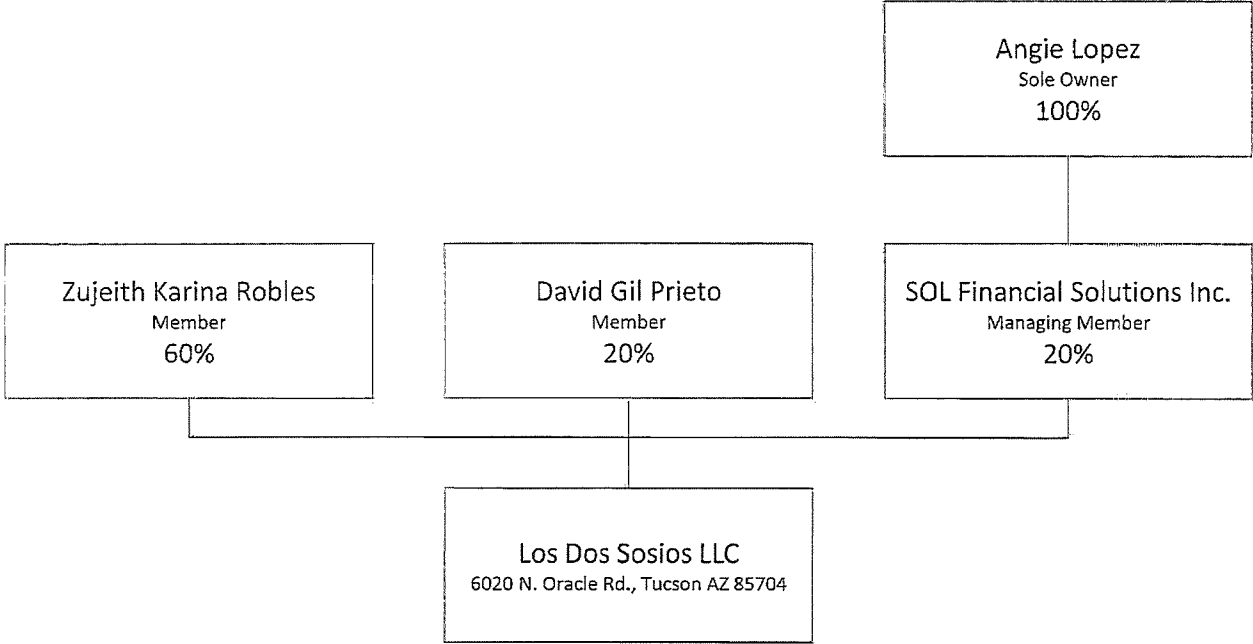 Angie Lopez
Sole Owner
100%
Zujeith Karina Robles
Member
60%
David Gil Prieto
Member
20%
SOL Financial Solutions Inc.
Managing Member
20%
Los Dos Sosios LLC
6020 N. Oracle Rd., Tucson AZ 85704